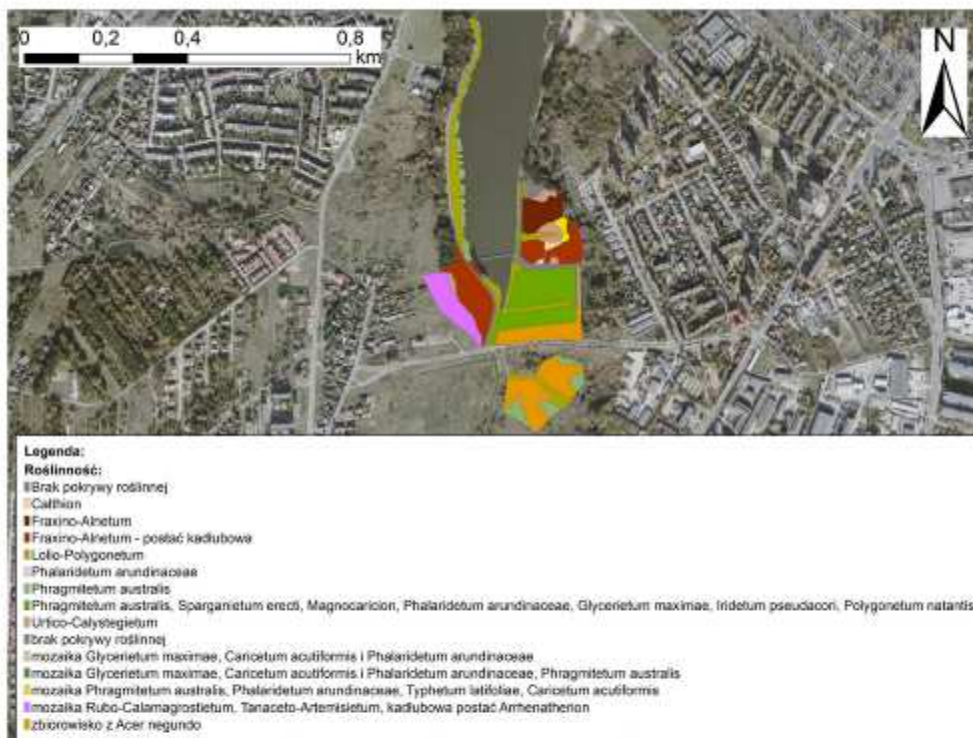 0 0,2 0,4 0,8
km
N
Legenda:
Roślinność:
Brak pokrywy roślinnej
Calthion
Fraxino-Alnetum
Fraxino-Alnetum - postać kadłubowa
Lolio-Polygonetum
Phalaridetum arundinaceae
Phragmitetum australis
Phragmitetum australis, Sparganietum erecti, Magnocaricion, Phalaridetum arundinaceae, Glycerietum maximae, Iridetum pseudacori, Polygonetum natantis
Urtico-Calystegietum
brak pokrywy roślinnej
mozaika Glycerietum maximae, Caricetum acutiformis i Phalaridetum arundinaceae
mozaika Glycerietum maximae, Caricetum acutiformis i Phalaridetum arundinaceae, Phragmitetum australis
mozaika Phragmitetum australis, Phalaridetum arundinaceae, Typhetum latifoliae, Caricetum acutiformis
mozaika Rubo-Calamagrostietum, Tanaceto-Artemisietum, kadłubowa postać Arrhenatherion
zbiorowisko z Acer negundo